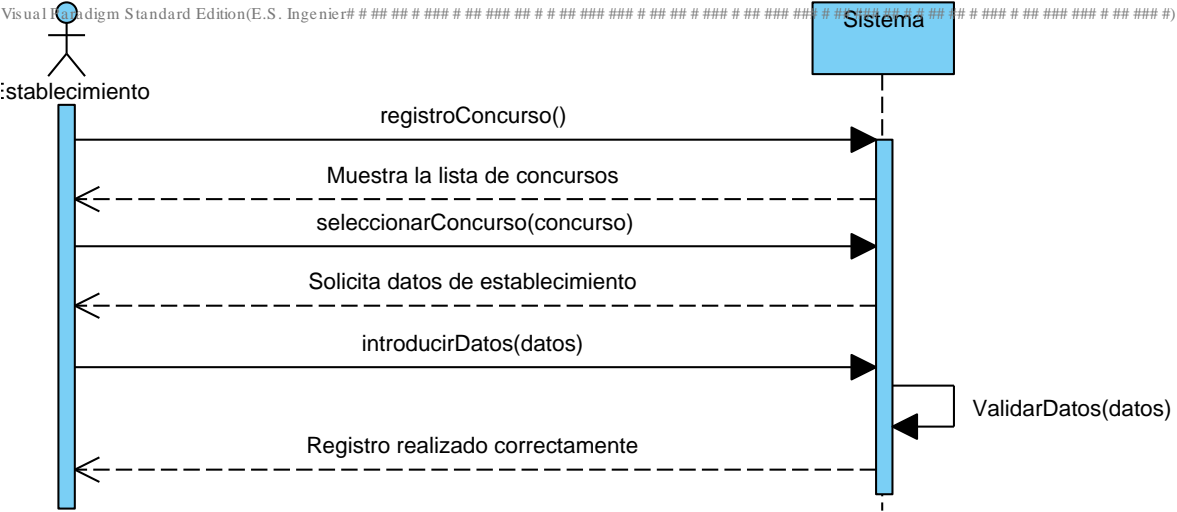 Visual Paradigm Standard Edition(E.S. Ingenier
Sistema
Establecimiento
registroConcurso()
Muestra la lista de concursos
seleccionarConcurso(concurso)
Solicita datos de establecimiento
introducirDatos(datos)
ValidarDatos(datos)
Registro realizado correctamente